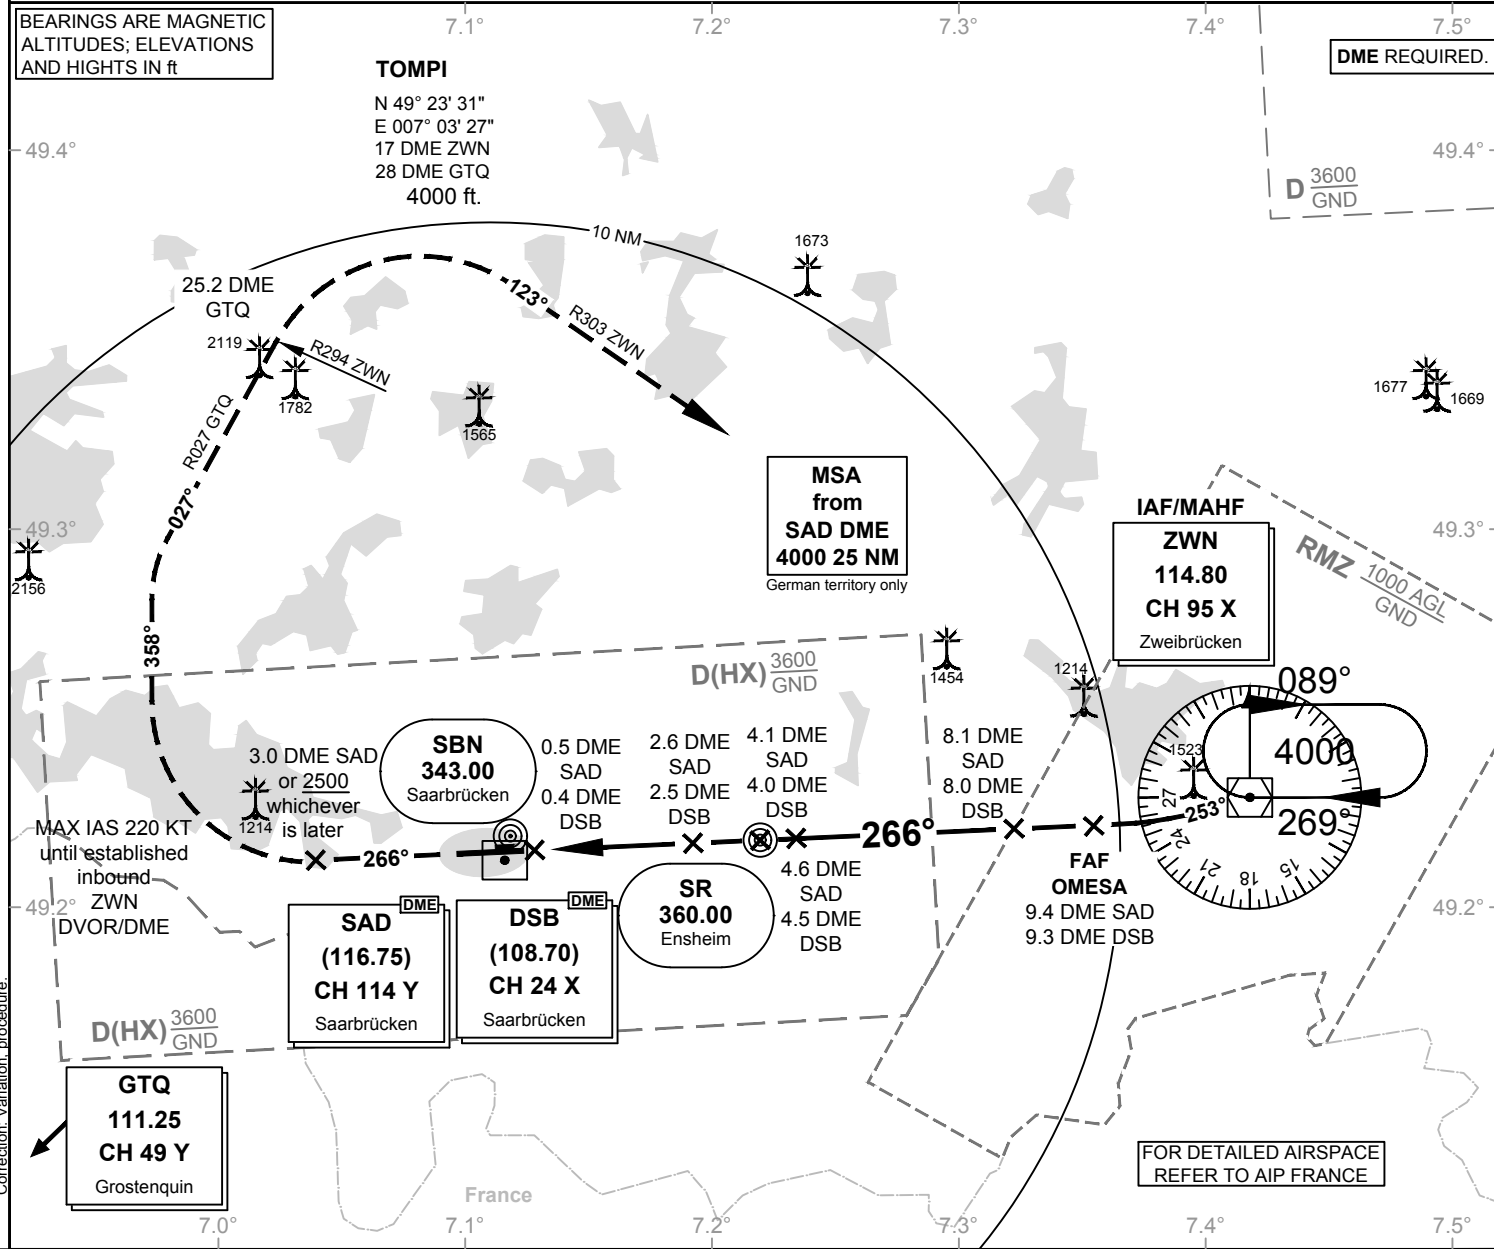 BEARINGS ARE MAGNETIC
ALTITUDES; ELEVATIONS
AND HIGHTS IN ft
7.1°
7.2°
7.3°
7.4°
7.5°
DME REQUIRED.
TOMPI
N 49° 23' 31"
E 007° 03' 27"
17 DME ZWN
28 DME GTQ
4000 ft.
49.4°
49.4°
D 3600
GND
10 NM
1673
25.2 DME
GTQ
123°
R303 ZWN
2119
R294 ZWN
1782
1565
1677
1669
R027 GTQ
027°
MSA
from
SAD DME
4000 25 NM
German territory only
IAF/MAHF
ZWN
114.80
CH 95 X
Zweibrücken
49.3°
49.3°
RMZ 1000 AGL
GND
2156
358°
D(HX) 3600
GND
1454
1214
089°
3.0 DME SAD
or 2500
whichever
is later
1214
SBN
343.00
Saarbrücken
0.5 DME
SAD
0.4 DME
DSB
2.6 DME
SAD
2.5 DME
DSB
4.1 DME
SAD
4.0 DME
DSB
8.1 DME
SAD
8.0 DME
DSB
1523
4000
27
24
21
18
15
253°
269°
MAX IAS 220 KT
until established
inbound
ZWN
DVOR/DME
266°
266°
FAF
OMESA
9.4 DME SAD
9.3 DME DSB
4.6 DME
SAD
4.5 DME
DSB
SR
360.00
Ensheim
49.2°
49.2°
DME
SAD
(116.75)
CH 114 Y
Saarbrücken
DME
DSB
(108.70)
CH 24 X
Saarbrücken
D(HX) 3600
GND
GTQ
111.25
CH 49 Y
Grostenquin
Correction: Variation, procedure.
France
FOR DETAILED AIRSPACE
REFER TO AIP FRANCE
7.0°
7.1°
7.2°
7.3°
7.4°
7.5°